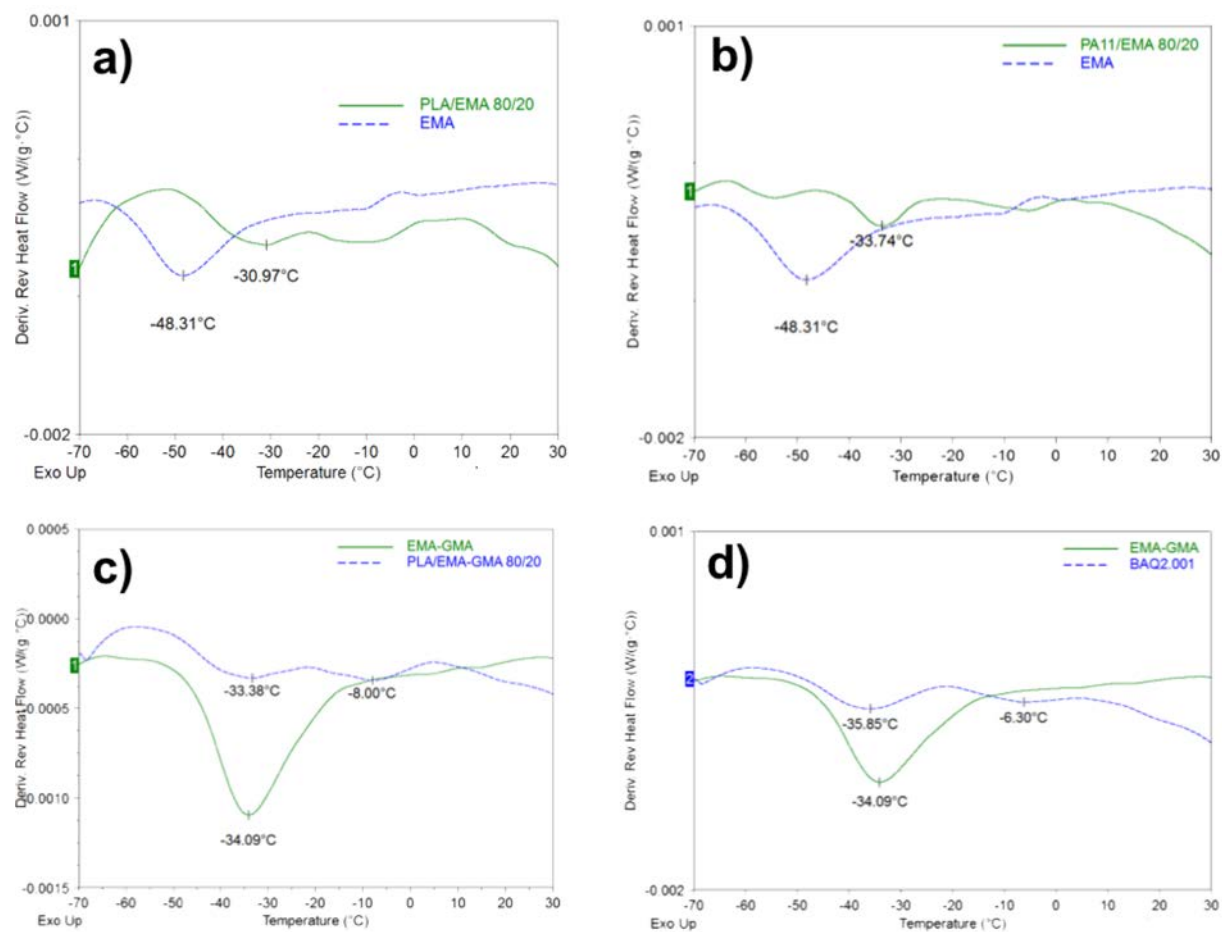 a)
0.001
PLA/EMA 80/20
EMA
Deriv. Rev Heat Flow (W/(g·°C))
1
-30.97°C
-48.31°C
-0.002
-70 -60 -50 -40 -30 -20 -10 0 10 20 30
Exo Up
Temperature (°C)
b)
0.001
PA11/EMA 80/20
EMA
Deriv. Rev Heat Flow (W/(g·°C))
1
-33.74°C
-48.31°C
-0.002
-70 -60 -50 -40 -30 -20 -10 0 10 20 30
Exo Up
Temperature (°C)
c)
0.0005
EMA-GMA
PLA/EMA-GMA 80/20
0.0000
Deriv. Rev Heat Flow (W/(g·°C))
1
-33.38°C
-8.00°C
-0.0005
-0.0010
-34.09°C
-0.0015
-70 -60 -50 -40 -30 -20 -10 0 10 20 30
Exo Up
Temperature (°C)
d)
0.001
EMA-GMA
BAQ2.001
Deriv. Rev Heat Flow (W/(g·°C))
2
-35.85°C
-6.30°C
-34.09°C
-0.002
-70 -60 -50 -40 -30 -20 -10 0 10 20 30
Exo Up
Temperature (°C)